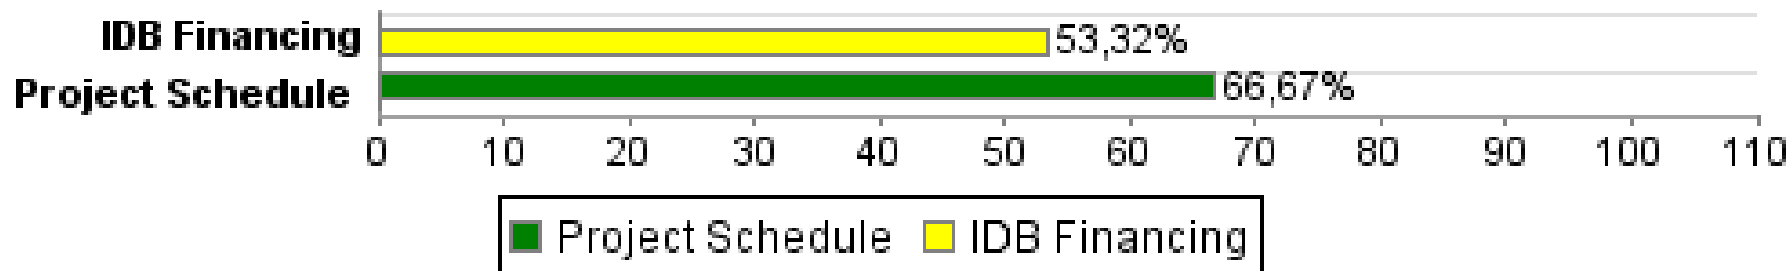 IDB Financing 53,32%
Project Schedule 66,67%
0 10 20 30 40 50 60 70 80 90 100 110
Project Schedule IDB Financing